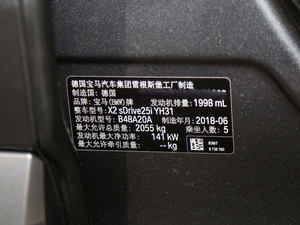 德国宝马汽车集团雷根斯堡工厂制造
制造国: 德国
品牌: 宝马(BMW)牌 发动机排量: 1998 mL
整车型号: X2 sDrive25i YH31
发动机型号: B48A20A 制造年月: 2018-06
最大允许总质量: 2055 kg 乘坐人数: 5
发动机最大净功率: 141 kW
最大允许牵引质量: -- kg